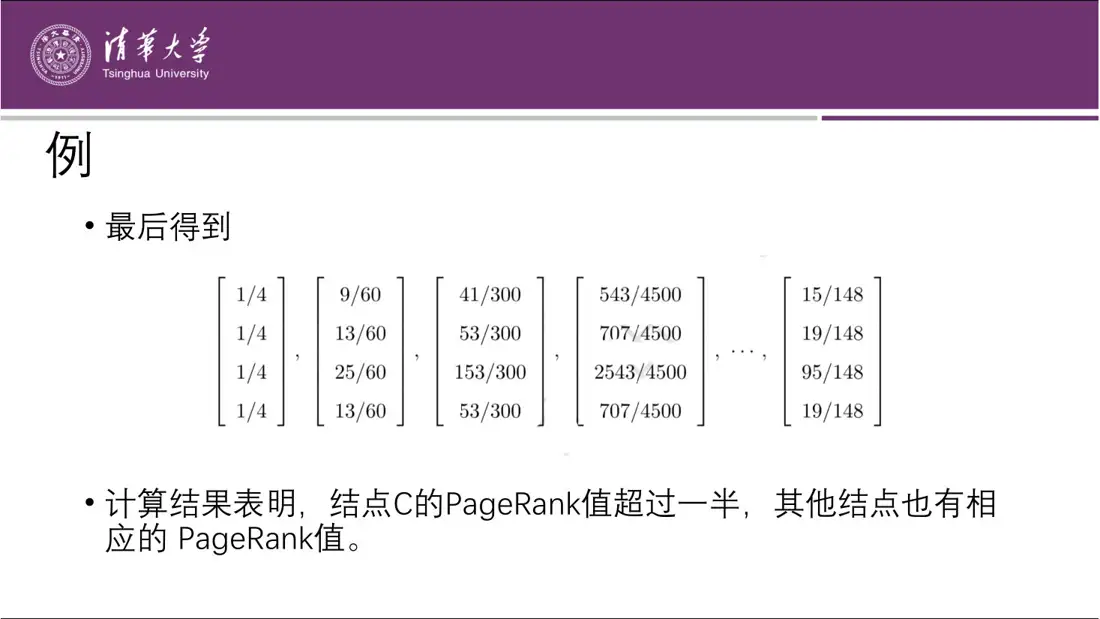 清华大学
Tsinghua University
例
• 最后得到
1/4 9/60 41/300 543/4500 15/148
1/4 13/60 53/300 707/4500 19/148
, , , , ⋯ ,
1/4 25/60 153/300 2543/4500 95/148
1/4 13/60 53/300 707/4500 19/148
• 计算结果表明，结点C的PageRank值超过一半，其他结点也有相
应的 PageRank值。